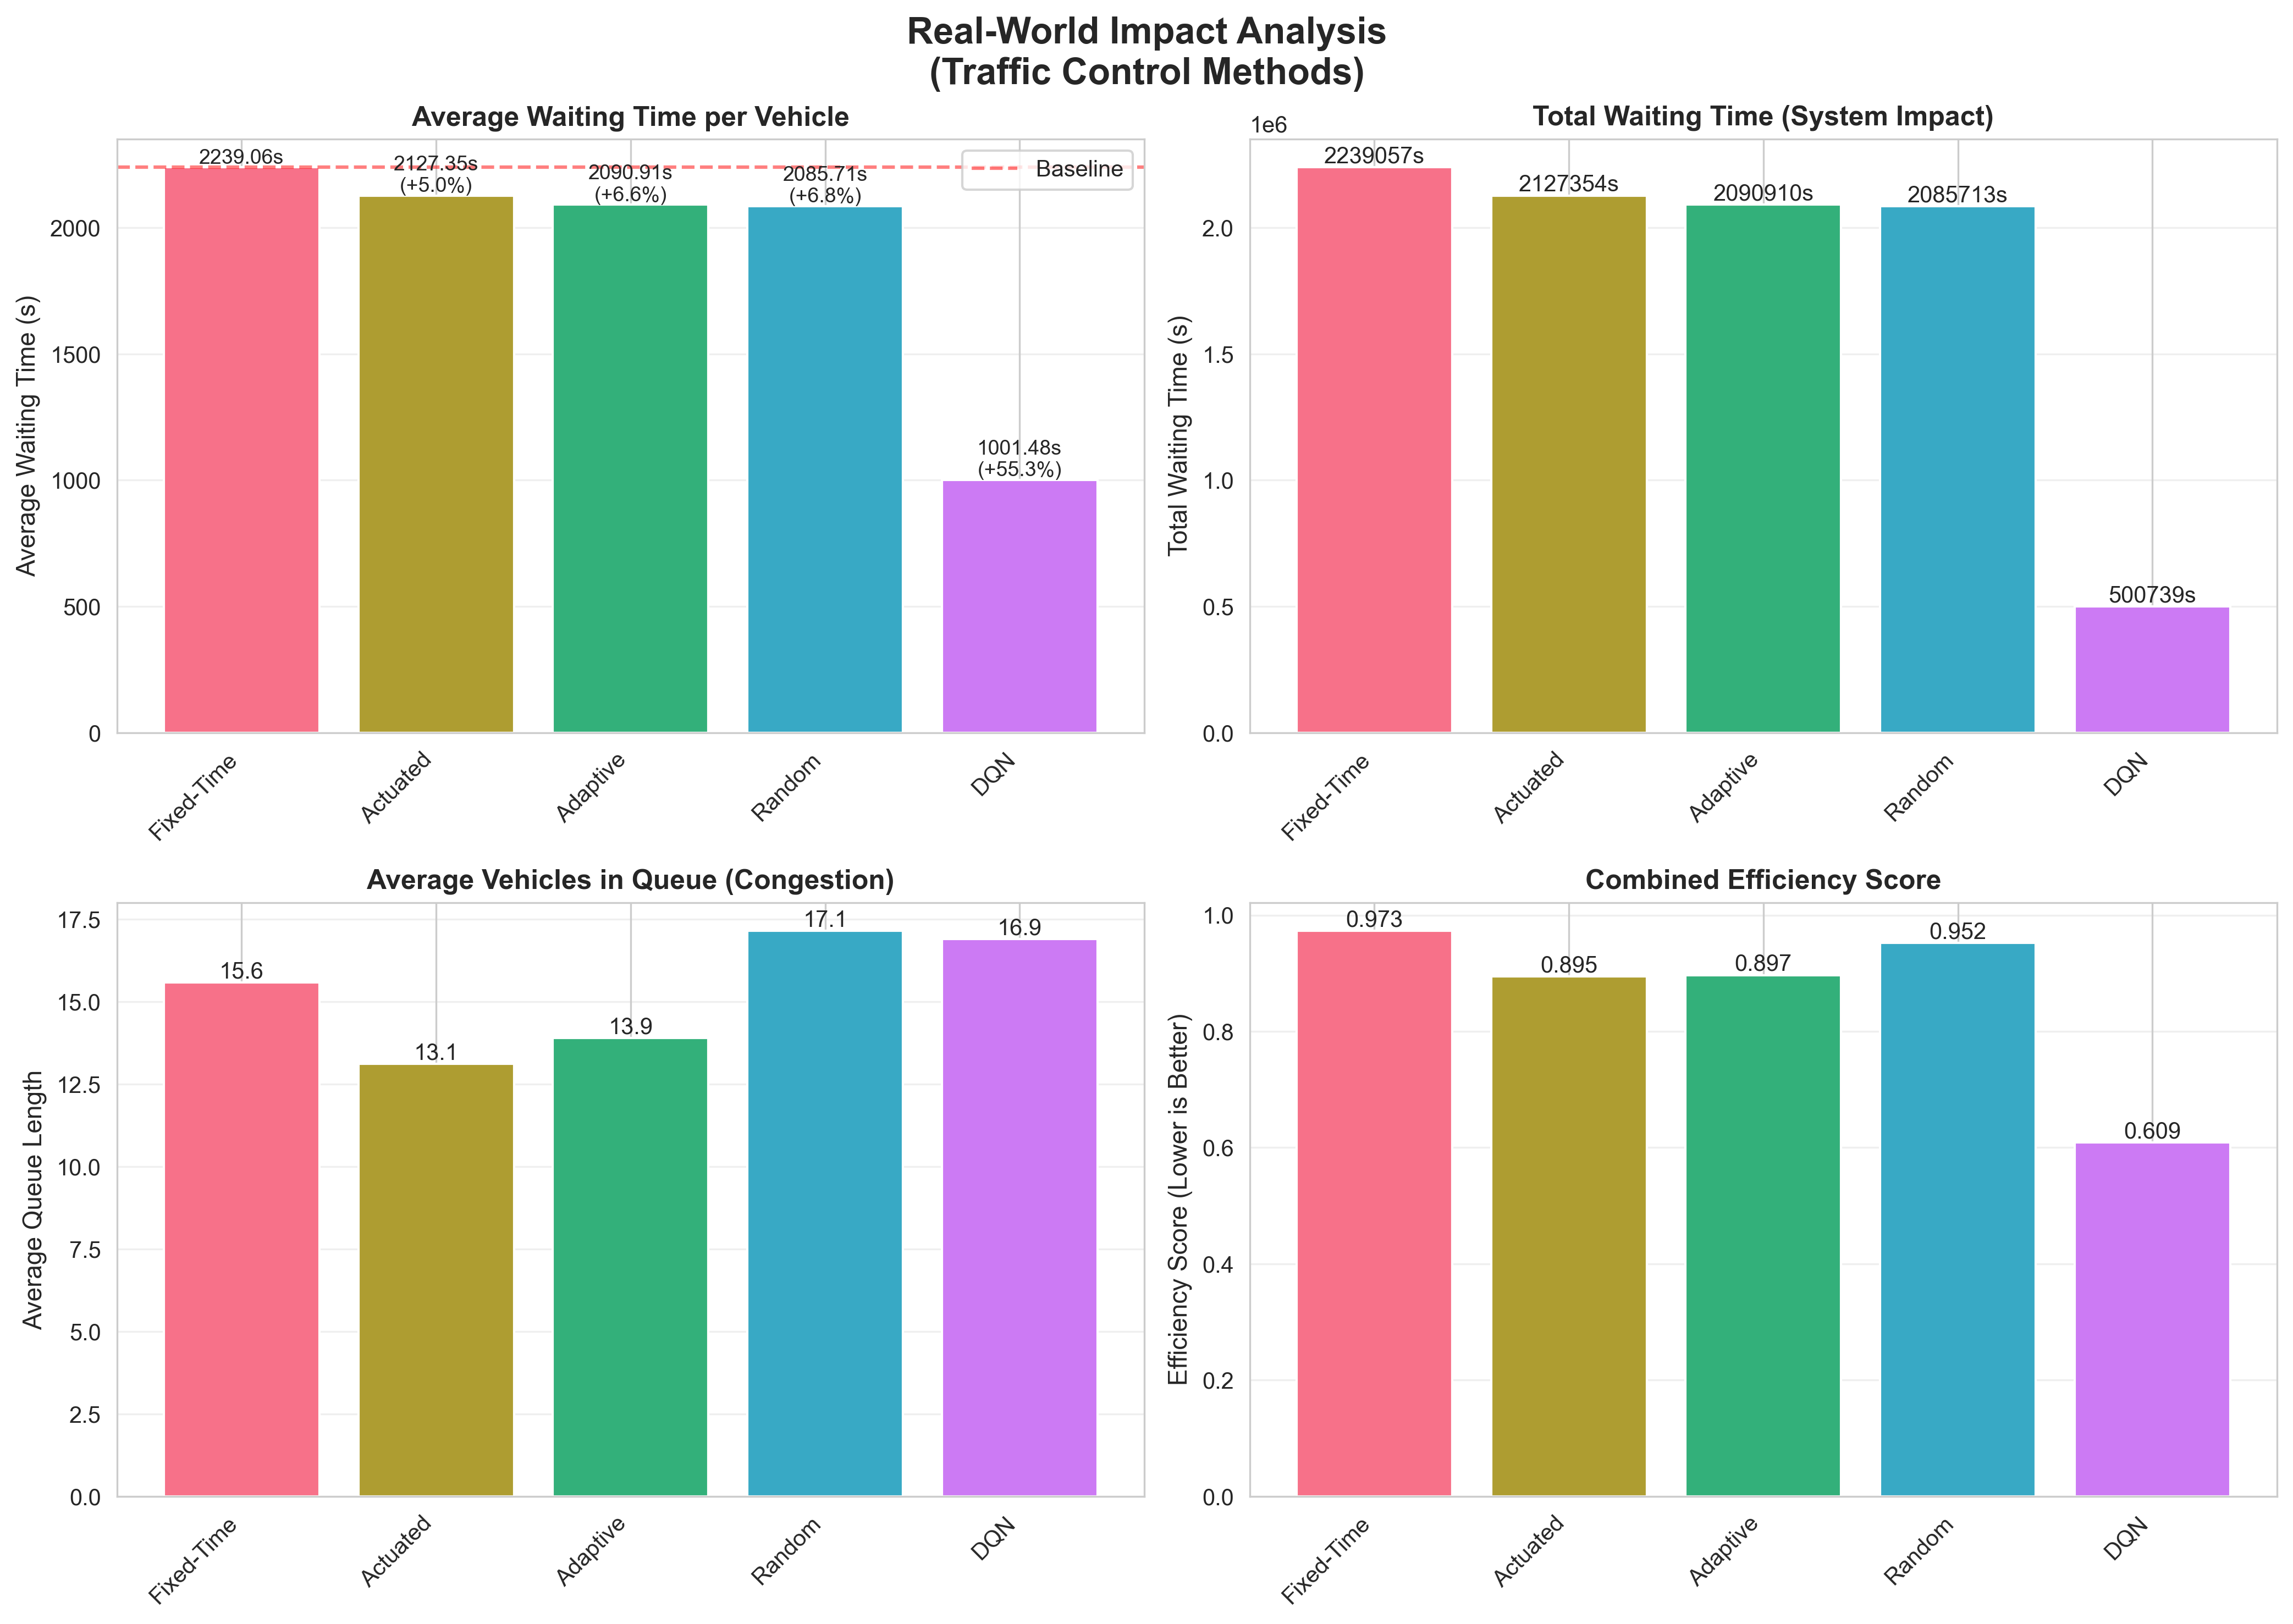 Real-World Impact Analysis
(Traffic Control Methods)
Average Waiting Time per Vehicle
Average Waiting Time (s)
2000
1500
1000
500
0
2239.06s
2127.35s
(+5.0%)
2090.91s
(+6.6%)
2085.71s
(+6.8%)
1001.48s
(+55.3%)
Baseline
Fixed-Time
Actuated
Adaptive
Random
DQN
Total Waiting Time (System Impact)
1e6
Total Waiting Time (s)
2.0
1.5
1.0
0.5
0.0
2239057s
2127354s
2090910s
2085713s
500739s
Fixed-Time
Actuated
Adaptive
Random
DQN
Average Vehicles in Queue (Congestion)
Average Queue Length
17.5
15.0
12.5
10.0
7.5
5.0
2.5
0.0
15.6
13.1
13.9
17.1
16.9
Fixed-Time
Actuated
Adaptive
Random
DQN
Combined Efficiency Score
Efficiency Score (Lower is Better)
1.0
0.8
0.6
0.4
0.2
0.0
0.973
0.895
0.897
0.952
0.609
Fixed-Time
Actuated
Adaptive
Random
DQN